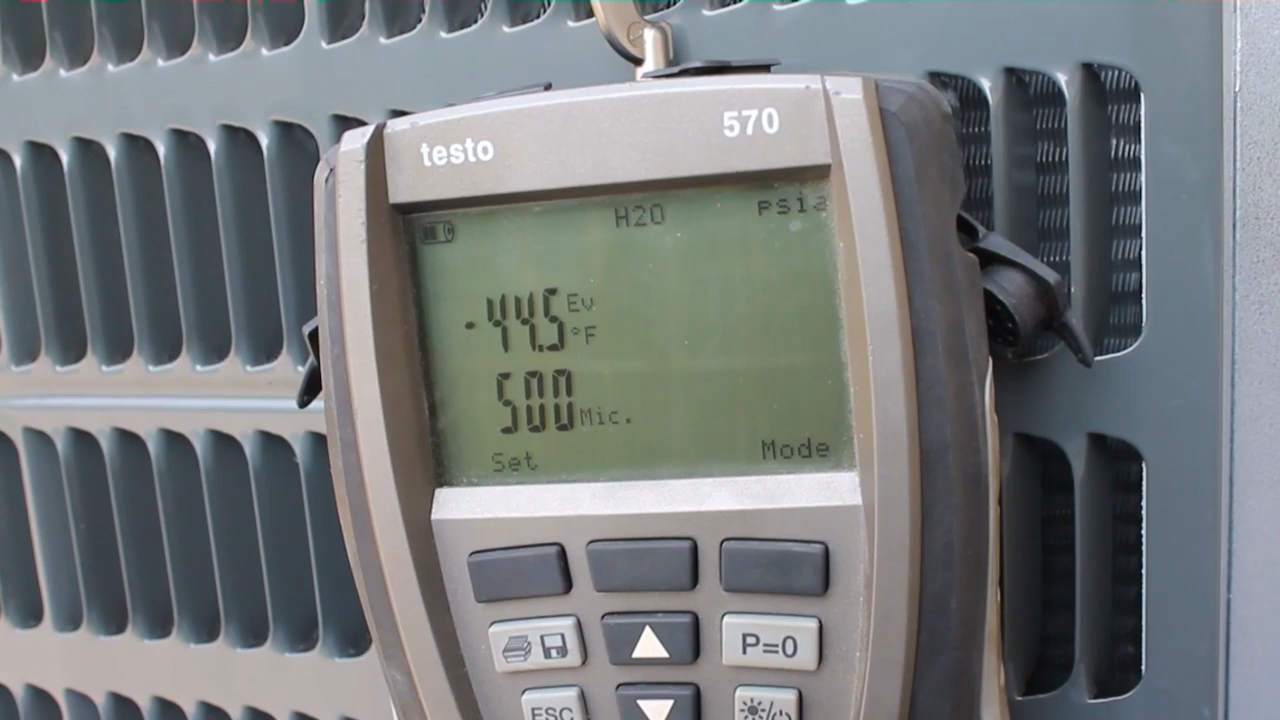 testo 570
H2O psia
-44.5 Ev
°F
500 Mic.
Set Mode
P=0
ESC